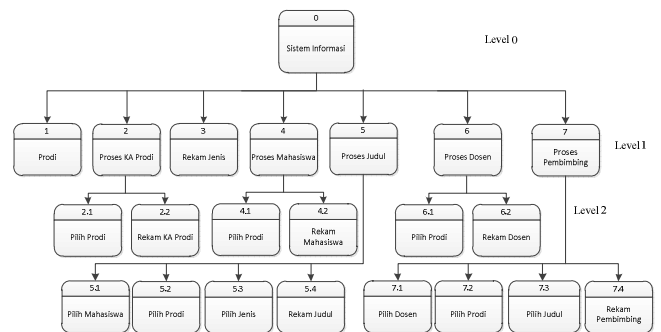 0
Sistem Informasi
Level 0
1
Prodi
2
Proses KA Prodi
3
Rekam Jenis
4
Proses Mahasiswa
5
Proses Judul
6
Proses Dosen
7
Proses
Pembimbing
Level 1
2.1
Pilih Prodi
2.2
Rekam KA Prodi
4.1
Pilih Prodi
4.2
Rekam
Mahasiswa
6.1
Pilih Prodi
6.2
Rekam Dosen
Level 2
5.1
Pilih Mahasiswa
5.2
Pilih Prodi
5.3
Pilih Jenis
5.4
Rekam Judul
7.1
Pilih Dosen
7.2
Pilih Prodi
7.3
Pilih Judul
7.4
Rekam
Pembimbing